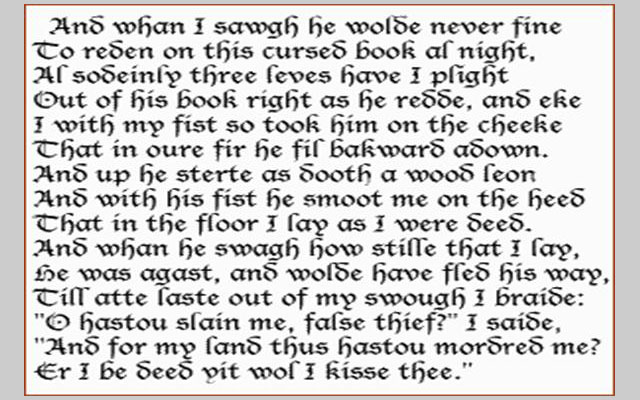 And whan I sawgh he wolde never fine
To reden on this cursed book al night,
Al sodeinly three leves have I plight
Out of his book right as he redde, and eke
I with my fist so took him on the cheeke
That in oure fir he fil bakward adown.
And up he sterte as dooth a wood leon
And with his fist he smoot me on the heed
That in the floor I lay as I were deed.
And whan he swagh how stille that I lay,
He was agast, and wolde have fled his way,
Till atte laste out of my swough I braide:
"O hastou slain me, false thief?" I saide,
"And for my land thus hastou mordred me?
Er I be deed yit wol I kisse thee."